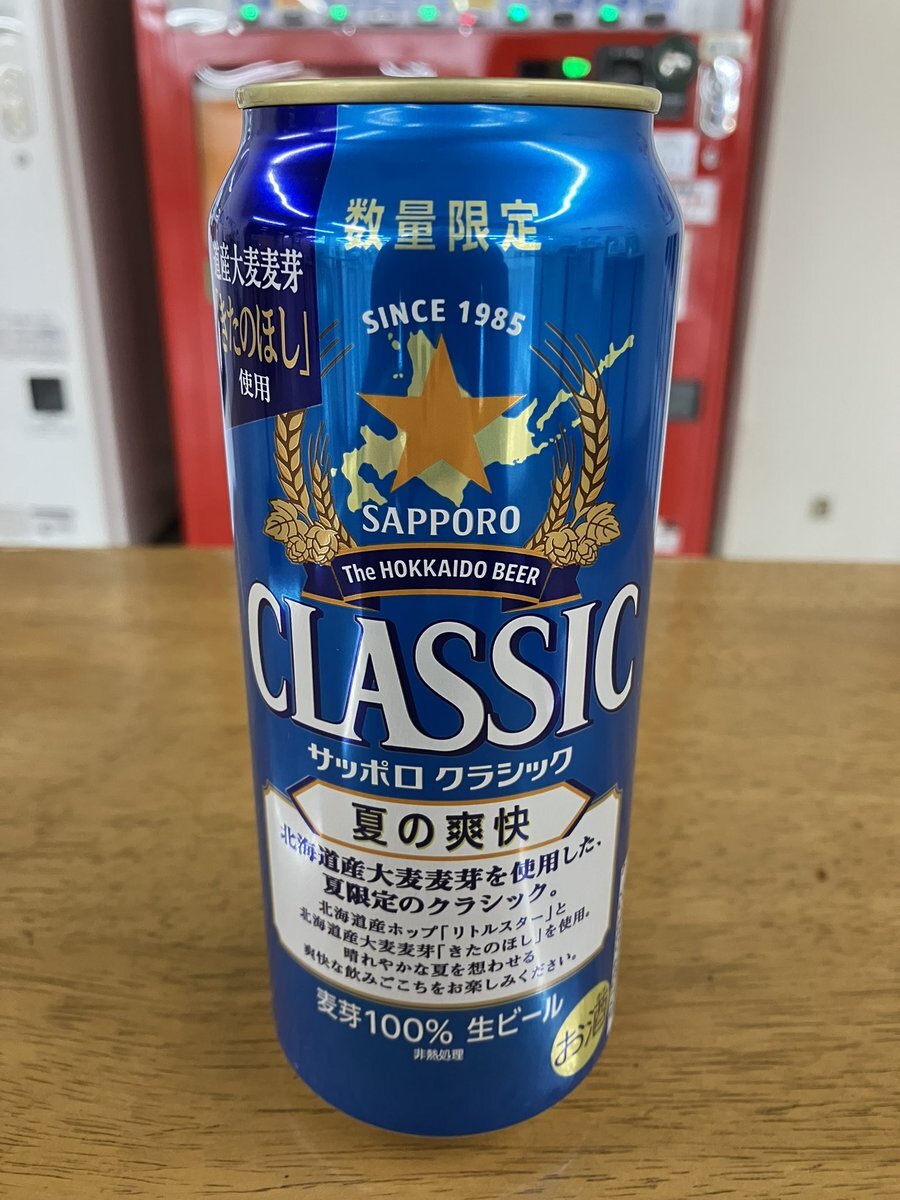 数量限定
道産大麦麦芽
「きたのほし」
使用
SINCE 1985
SAPPORO
The HOKKAIDO BEER
CLASSIC
サッポロ クラシック
夏の爽快
北海道産大麦麦芽を使用した、
夏限定のクラシック。
北海道産ホップ「リトルスター」と
北海道産大麦麦芽「きたのほし」を使用。
晴れやかな夏を想わせる
爽快な飲みごこちをお楽しみください。
麦芽100% 生ビール
非熱処理
お酒